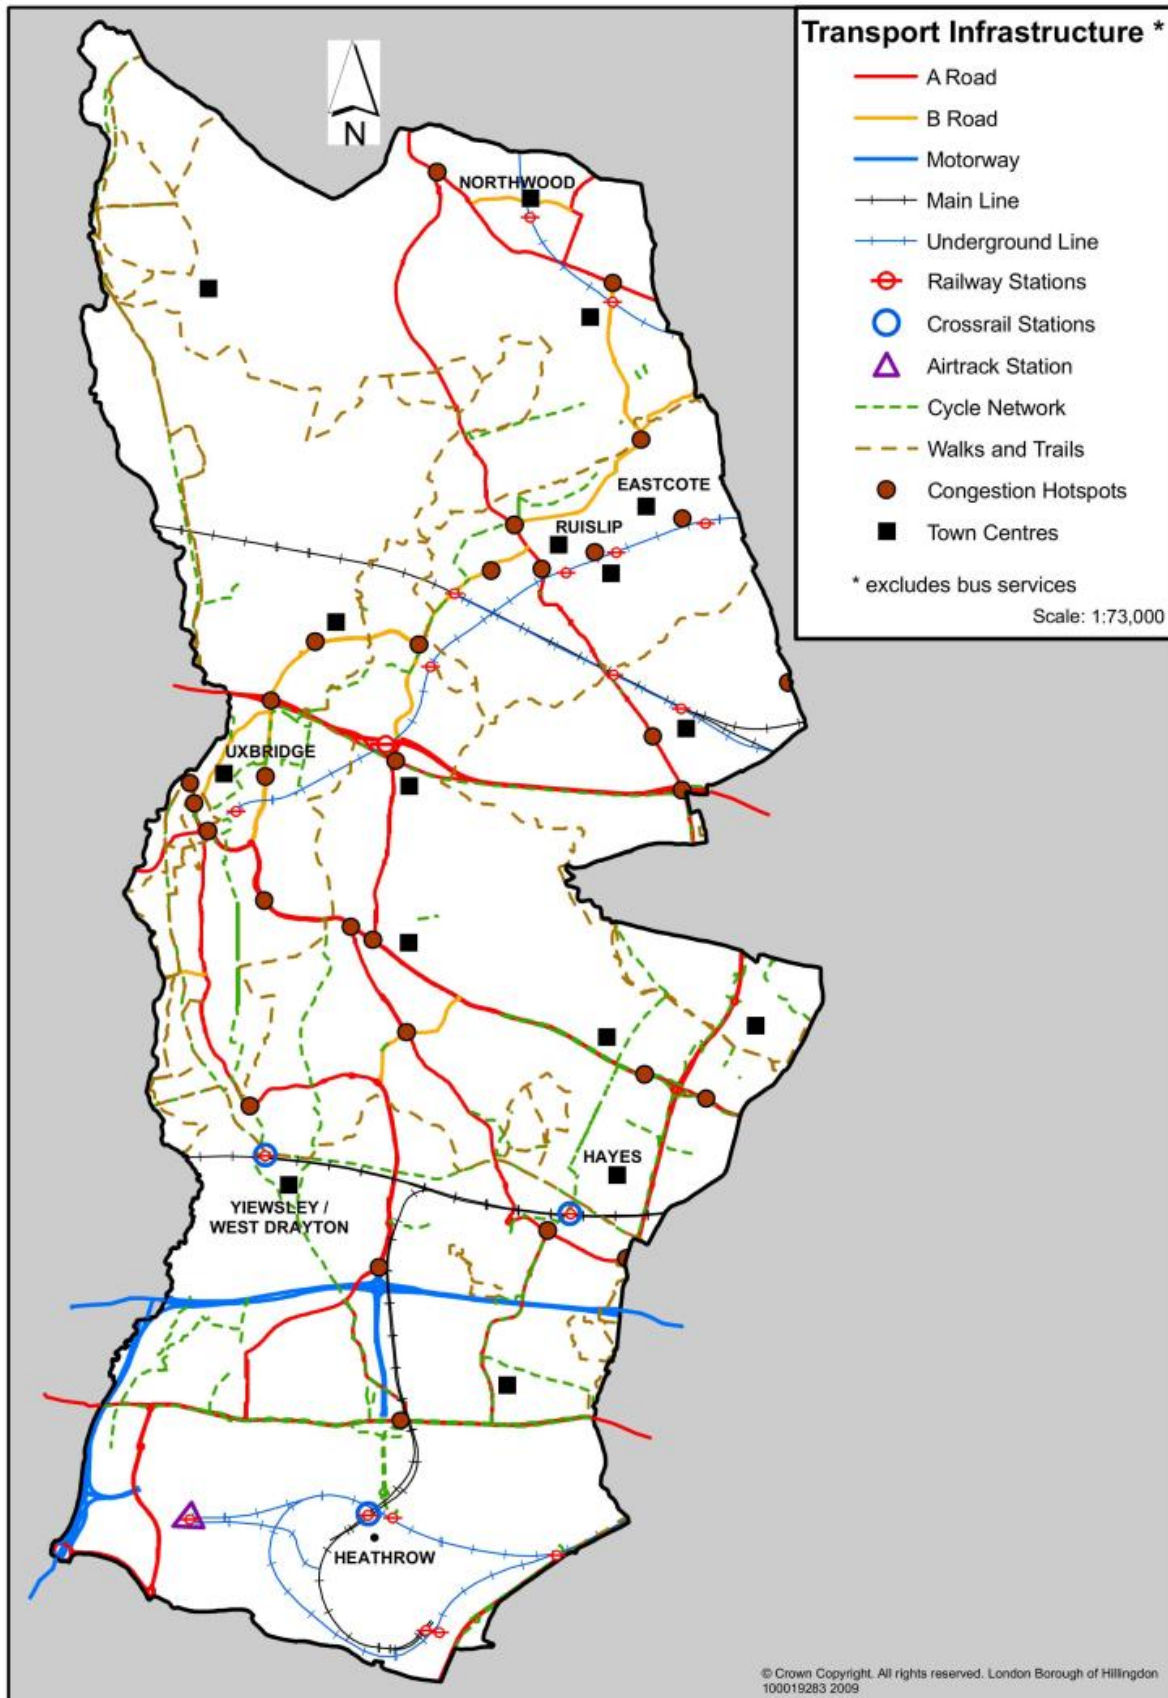 Transport Infrastructure *
A Road
B Road
Motorway
Main Line
Underground Line
Railway Stations
Crossrail Stations
Airtrack Station
Cycle Network
Walks and Trails
Congestion Hotspots
Town Centres
* excludes bus services
Scale: 1:73,000
N
NORTHWOOD
EASTCOTE
RUISLIP
UXBRIDGE
HAYES
YIEWSLEY /
WEST DRAYTON
HEATHROW
© Crown Copyright. All rights reserved. London Borough of Hillingdon
100019283 2009